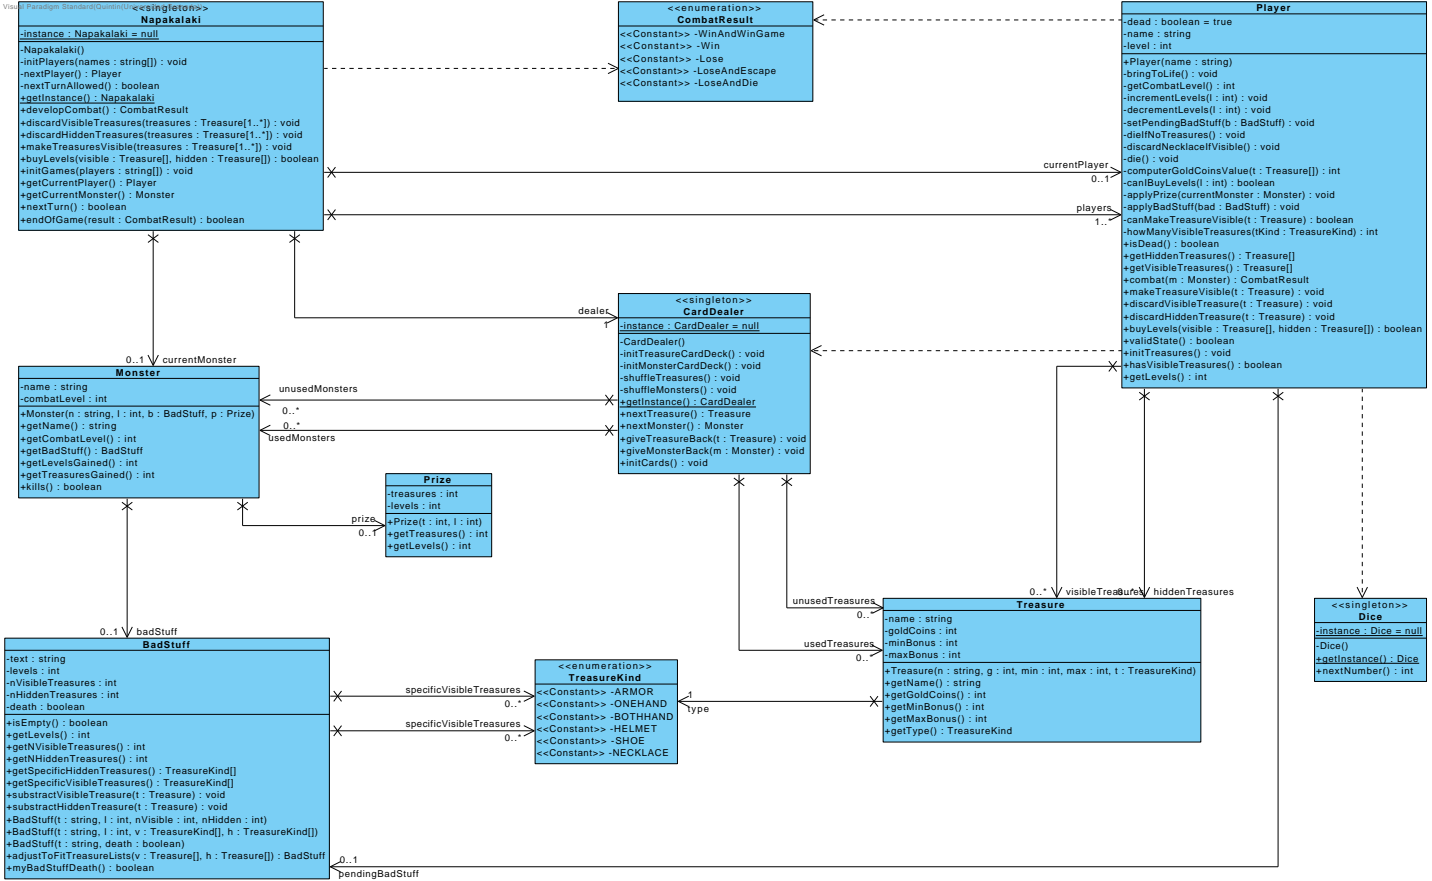 Visual Paradigm Standard(Quintin(Univers
<<singleton>>
Napakalaki
-instance : Napakalaki = null
-Napakalaki()
-initPlayers(names : string[]) : void
-nextPlayer() : Player
-nextTurnAllowed() : boolean
+getInstance() : Napakalaki
+developCombat() : CombatResult
+discardVisibleTreasures(treasures : Treasure[1..*]) : void
+discardHiddenTreasures(treasures : Treasure[1..*]) : void
+makeTreasuresVisible(treasures : Treasure[1..*]) : void
+buyLevels(visible : Treasure[], hidden : Treasure[]) : boolean
+initGames(players : string[]) : void
+getCurrentPlayer() : Player
+getCurrentMonster() : Monster
+nextTurn() : boolean
+endOfGame(result : CombatResult) : boolean
<<enumeration>>
CombatResult
<<Constant>> -WinAndWinGame
<<Constant>> -Win
<<Constant>> -Lose
<<Constant>> -LoseAndEscape
<<Constant>> -LoseAndDie
Player
-dead : boolean = true
-name : string
-level : int
+Player(name : string)
-bringToLife() : void
-getCombatLevel() : int
-incrementLevels(l : int) : void
-decrementLevels(l : int) : void
-setPendingBadStuff(b : BadStuff) : void
-dieIfNoTreasures() : void
-discardNecklaceIfVisible() : void
-die() : void
-computerGoldCoinsValue(t : Treasure[]) : int
-canIBuyLevels(l : int) : boolean
-applyPrize(currentMonster : Monster) : void
-applyBadStuff(bad : BadStuff) : void
-canMakeTreasureVisible(t : Treasure) : boolean
-howManyVisibleTreasures(tKind : TreasureKind) : int
+isDead() : boolean
+getHiddenTreasures() : Treasure[]
+getVisibleTreasures() : Treasure[]
+combat(m : Monster) : CombatResult
+makeTreasureVisible(t : Treasure) : void
+discardVisibleTreasure(t : Treasure) : void
+discardHiddenTreasure(t : Treasure) : void
+buyLevels(visible : Treasure[], hidden : Treasure[]) : boolean
+validState() : boolean
+initTreasures() : void
+hasVisibleTreasures() : boolean
+getLevels() : int
currentPlayer
0..1
players
1..*
dealer
1
0..1
currentMonster
<<singleton>>
CardDealer
-instance : CardDealer = null
-CardDealer()
-initTreasureCardDeck() : void
-initMonsterCardDeck() : void
-shuffleTreasures() : void
-shuffleMonsters() : void
+getInstance() : CardDealer
+nextTreasure() : Treasure
+nextMonster() : Monster
+giveTreasureBack(t : Treasure) : void
+giveMonsterBack(m : Monster) : void
+initCards() : void
Monster
-name : string
-combatLevel : int
+Monster(n : string, l : int, b : BadStuff, p : Prize)
+getName() : string
+getCombatLevel() : int
+getBadStuff() : BadStuff
+getLevelsGained() : int
+getTreasuresGained() : int
+kills() : boolean
unusedMonsters
0..*
0..*
usedMonsters
Prize
-treasures : int
-levels : int
+Prize(t : int, l : int)
+getTreasures() : int
+getLevels() : int
prize
0..1
0..1
badStuff
unusedTreasures
0..*
usedTreasures
0..*
0..*
visibleTreasures
0..*
hiddenTreasures
Treasure
-name : string
-goldCoins : int
-minBonus : int
-maxBonus : int
+Treasure(n : string, g : int, min : int, max : int, t : TreasureKind)
+getName() : string
+getGoldCoins() : int
+getMinBonus() : int
+getMaxBonus() : int
+getType() : TreasureKind
<<singleton>>
Dice
-instance : Dice = null
-Dice()
+getInstance() : Dice
+nextNumber() : int
BadStuff
-text : string
-levels : int
-nVisibleTreasures : int
-nHiddenTreasures : int
-death : boolean
+isEmpty() : boolean
+getLevels() : int
+getNVisibleTreasures() : int
+getNHiddenTreasures() : int
+getSpecificHiddenTreasures() : TreasureKind[]
+getSpecificVisibleTreasures() : TreasureKind[]
+substractVisibleTreasure(t : Treasure) : void
+substractHiddenTreasure(t : Treasure) : void
+BadStuff(t : string, l : int, nVisible : int, nHidden : int)
+BadStuff(t : string, l : int, v : TreasureKind[], h : TreasureKind[])
+BadStuff(t : string, death : boolean)
+adjustToFitTreasureLists(v : Treasure[], h : Treasure[]) : BadStuff
+myBadStuffDeath() : boolean
specificVisibleTreasures
0..*
specificVisibleTreasures
0..*
<<enumeration>>
TreasureKind
<<Constant>> -ARMOR
<<Constant>> -ONEHAND
<<Constant>> -BOTHHAND
<<Constant>> -HELMET
<<Constant>> -SHOE
<<Constant>> -NECKLACE
1
type
0..1
pendingBadStuff